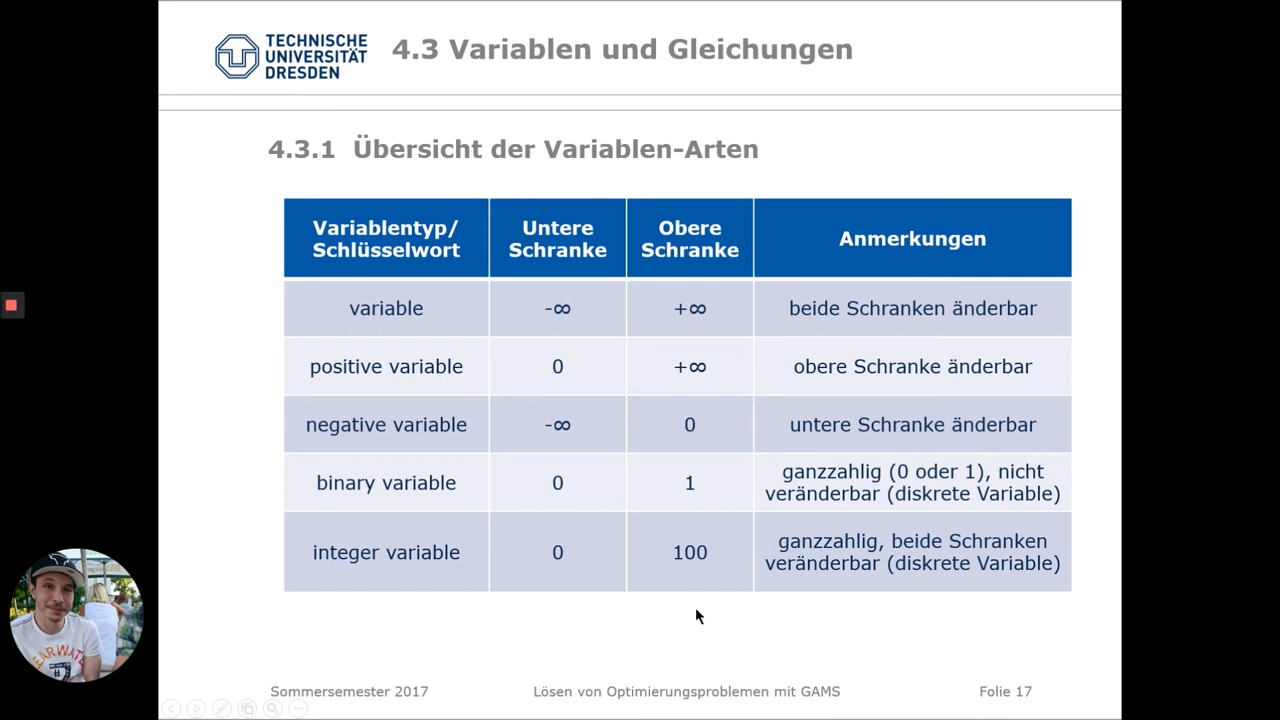 TECHNISCHE
UNIVERSITÄT
DRESDEN
4.3 Variablen und Gleichungen
4.3.1 Übersicht der Variablen-Arten
Variablentyp/
Schlüsselwort
Untere
Schranke
Obere
Schranke
Anmerkungen
variable
-∞
+∞
beide Schranken änderbar
positive variable
0
+∞
obere Schranke änderbar
negative variable
-∞
0
untere Schranke änderbar
binary variable
0
1
ganzzahlig (0 oder 1), nicht
veränderbar (diskrete Variable)
integer variable
0
100
ganzzahlig, beide Schranken
veränderbar (diskrete Variable)
Sommersemester 2017
Lösen von Optimierungsproblemen mit GAMS
Folie 17